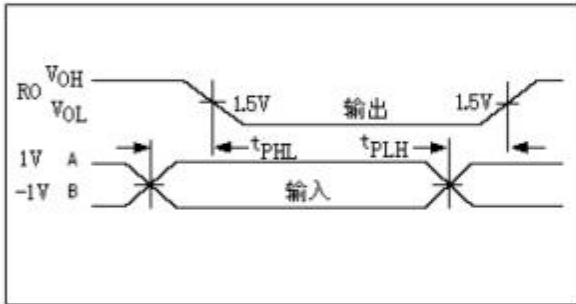 RO VOH
VOL
1.5V 输出 1.5V
tPHL tPLH
1V A
-1V B
输入